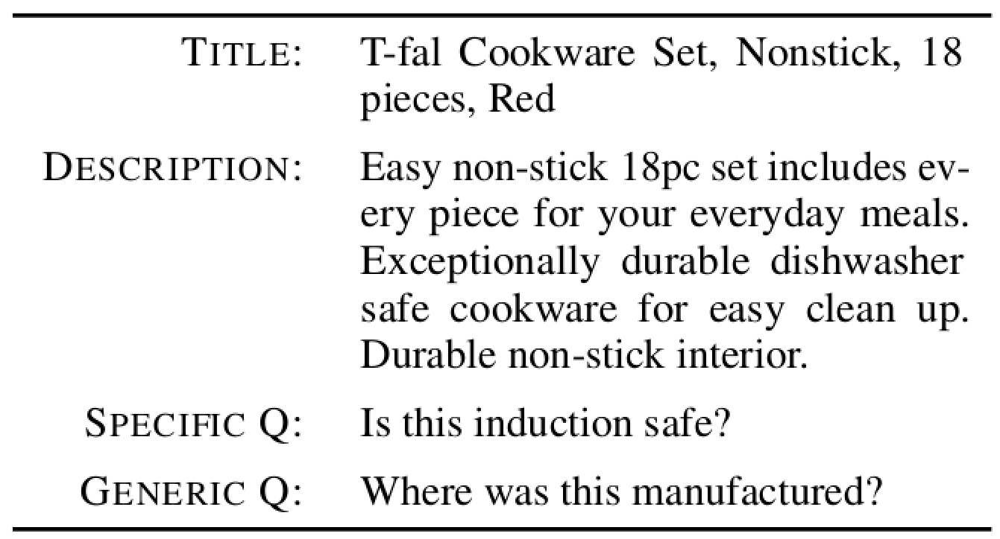 TITLE: T-fal Cookware Set, Nonstick, 18
pieces, Red
DESCRIPTION: Easy non-stick 18pc set includes ev-
ery piece for your everyday meals.
Exceptionally durable dishwasher
safe cookware for easy clean up.
Durable non-stick interior.
SPECIFIC Q: Is this induction safe?
GENERIC Q: Where was this manufactured?